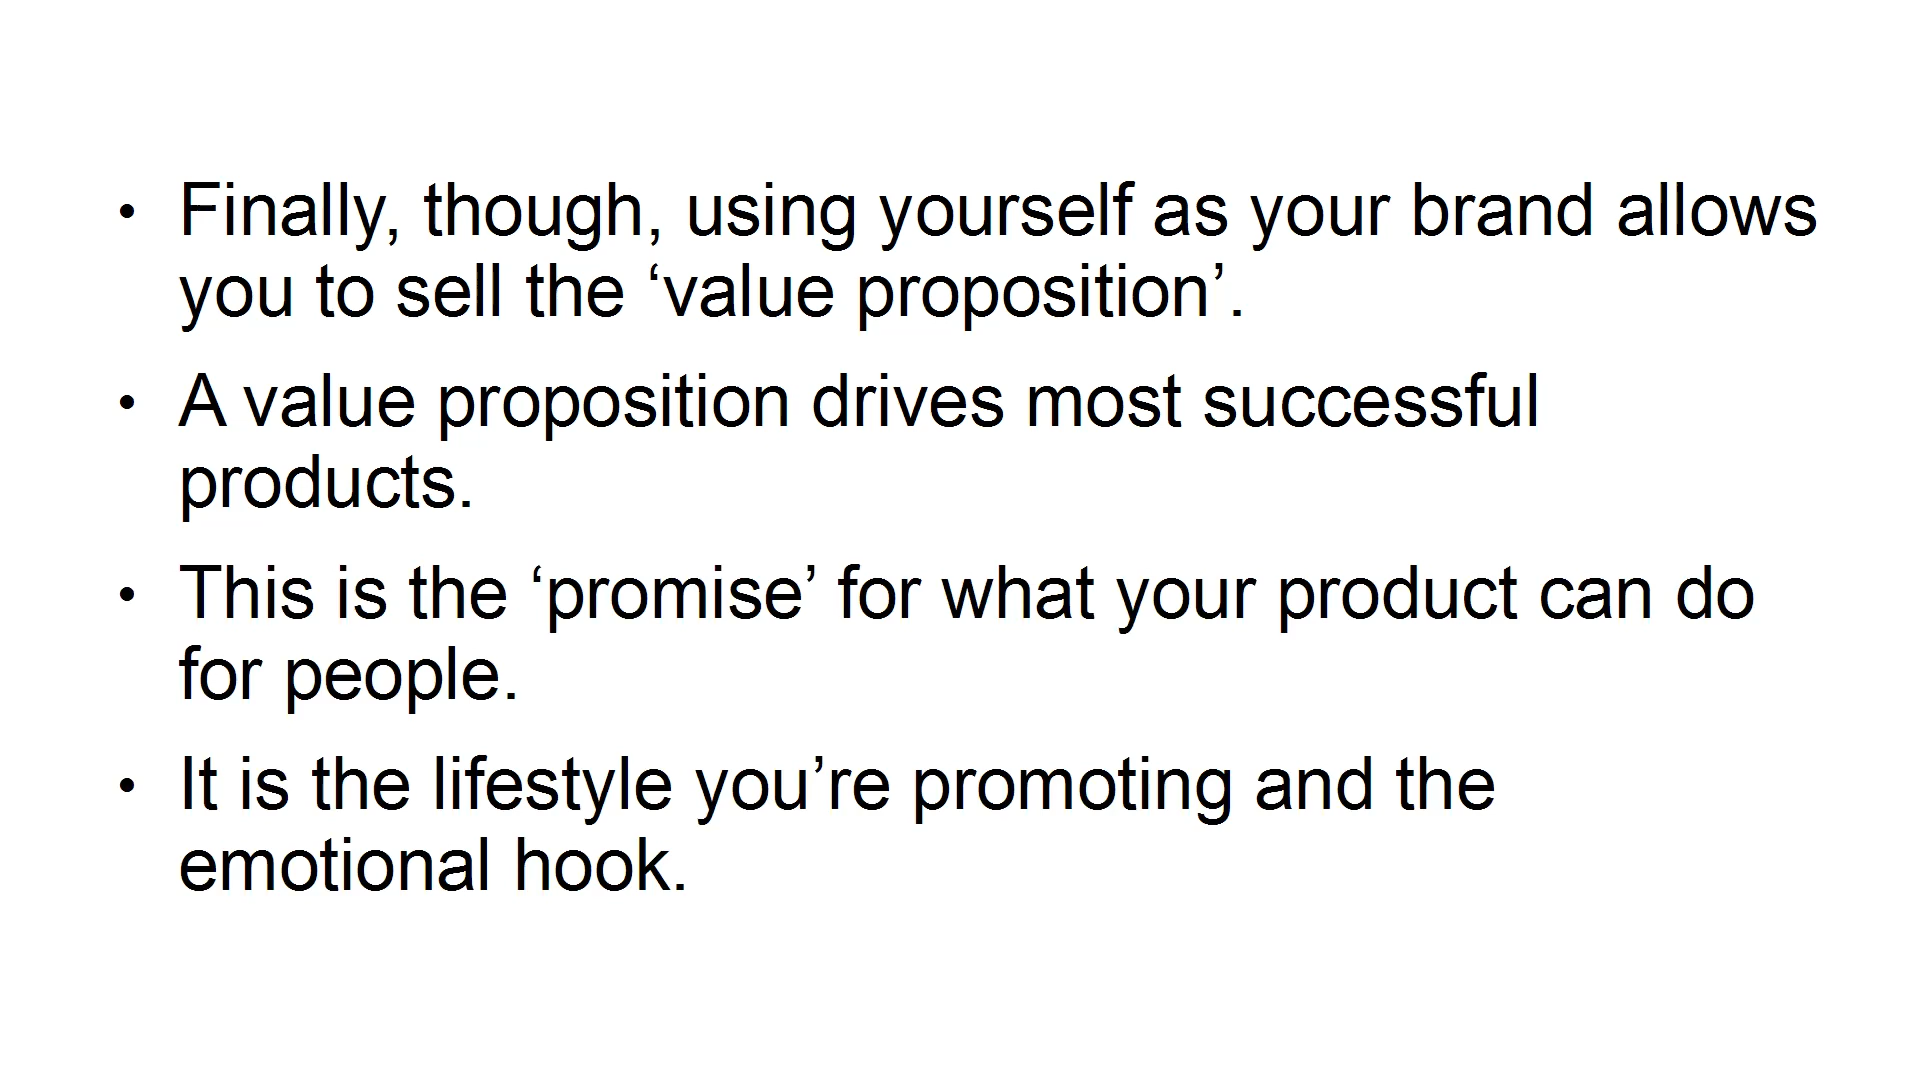 • Finally, though, using yourself as your brand allows
you to sell the ‘value proposition’.
• A value proposition drives most successful
products.
• This is the ‘promise’ for what your product can do
for people.
• It is the lifestyle you’re promoting and the
emotional hook.